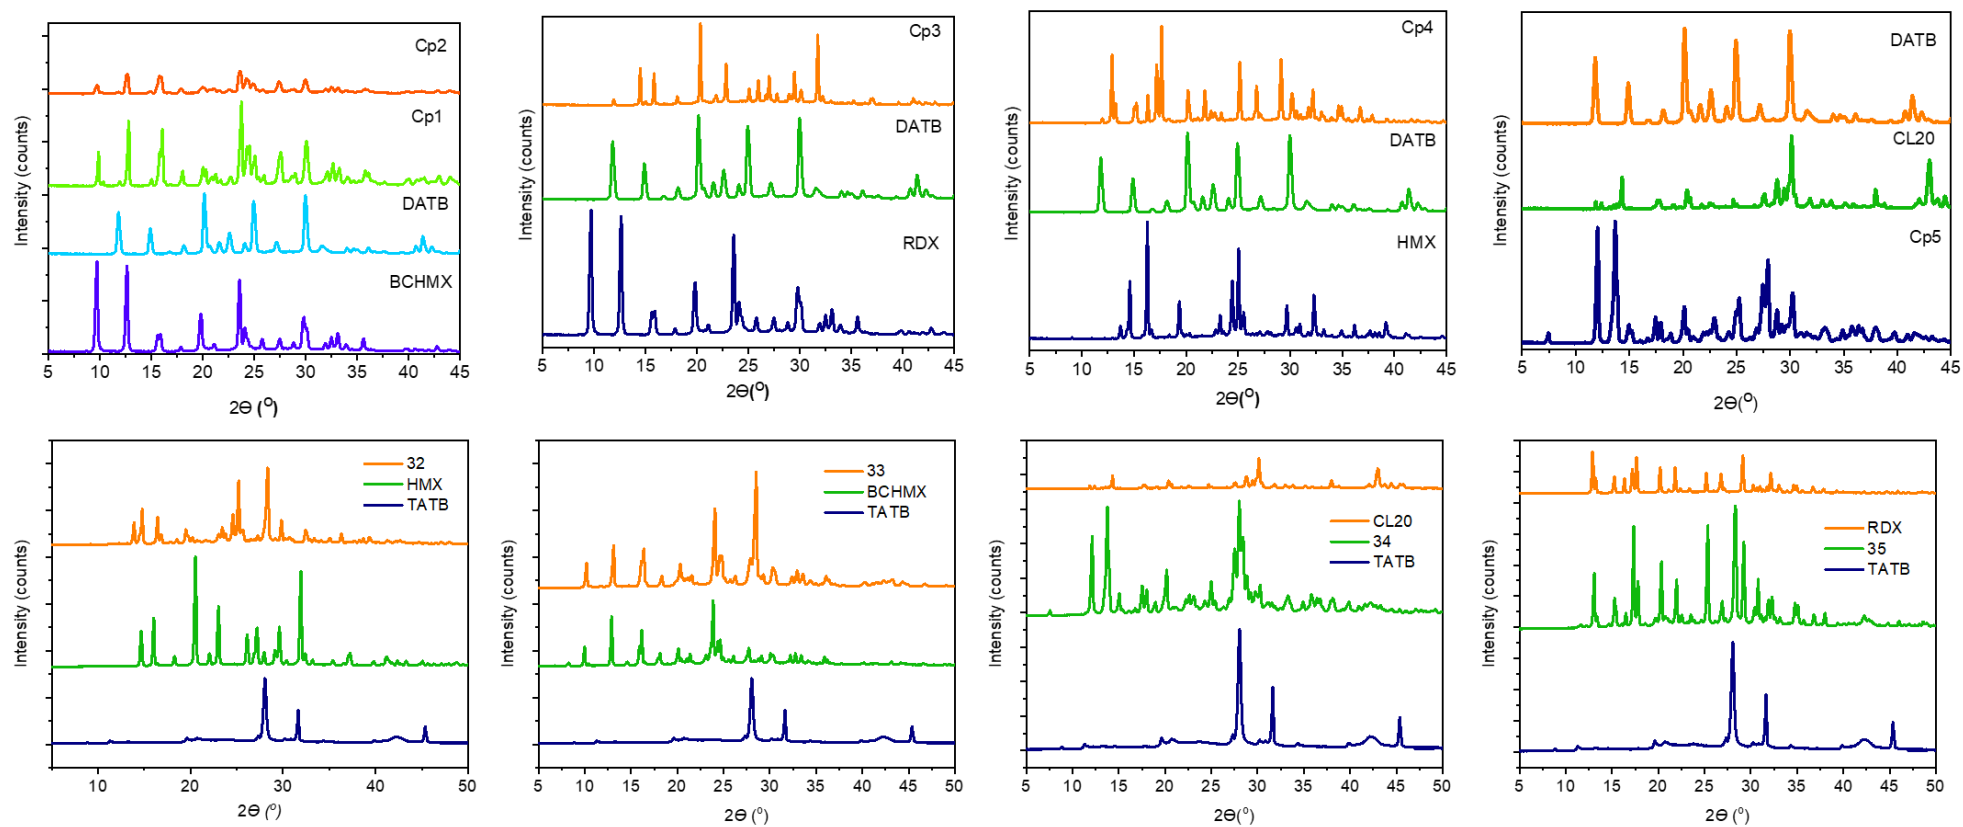 Cp2
Cp1
DATB
BCHMX
Intensity (counts)
5 10 15 20 25 30 35 40 45
2Θ (O)
Cp3
DATB
RDX
Intensity (counts)
5 10 15 20 25 30 35 40 45
2Θ(O)
Cp4
DATB
HMX
Intensity (counts)
5 10 15 20 25 30 35 40 45
2Θ(O)
DATB
CL20
Cp5
Intensity (counts)
5 10 15 20 25 30 35 40 45
2Θ(O)
32
HMX
TATB
Intensity (counts)
10 20 30 40 50
2Θ (o)
33
BCHMX
TATB
Intensity (counts)
5 10 15 20 25 30 35 40 45 50
2Θ (o)
CL20
34
TATB
Intensity (counts)
5 10 15 20 25 30 35 40 45 50
2Θ(o)
RDX
35
TATB
Intensity (counts)
5 10 15 20 25 30 35 40 45 50
2Θ (o)